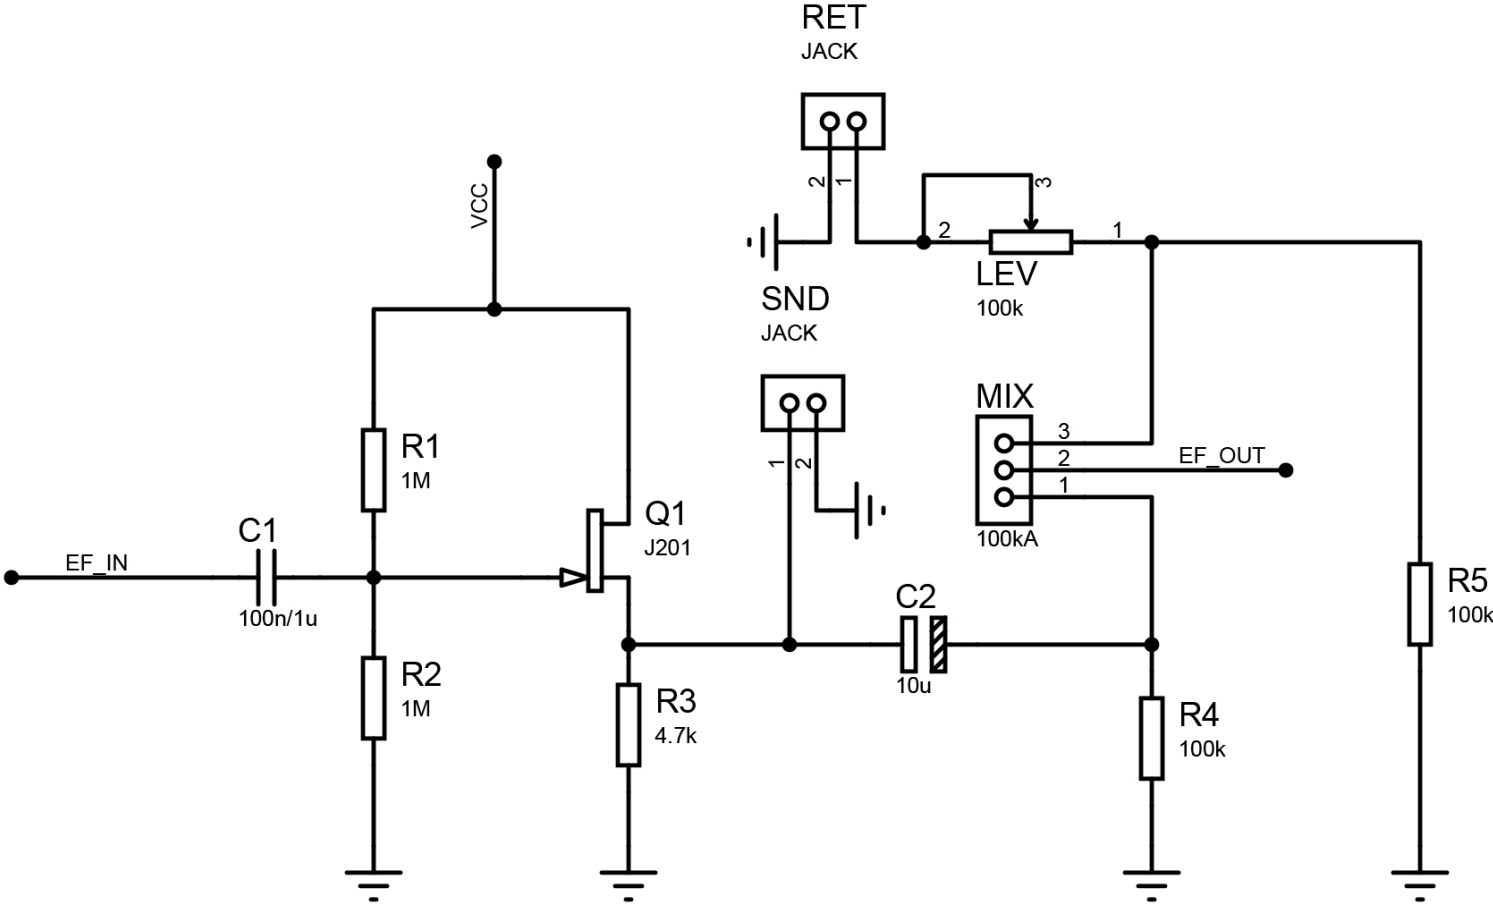 RET
JACK
2
1
VCC
3
2
1
LEV
100k
SND
JACK
MIX
3
2
EF_OUT
1
100kA
1
2
R1
1M
C1
EF_IN
100n/1u
Q1
J201
C2
10u
R5
100k
R2
1M
R3
4.7k
R4
100k